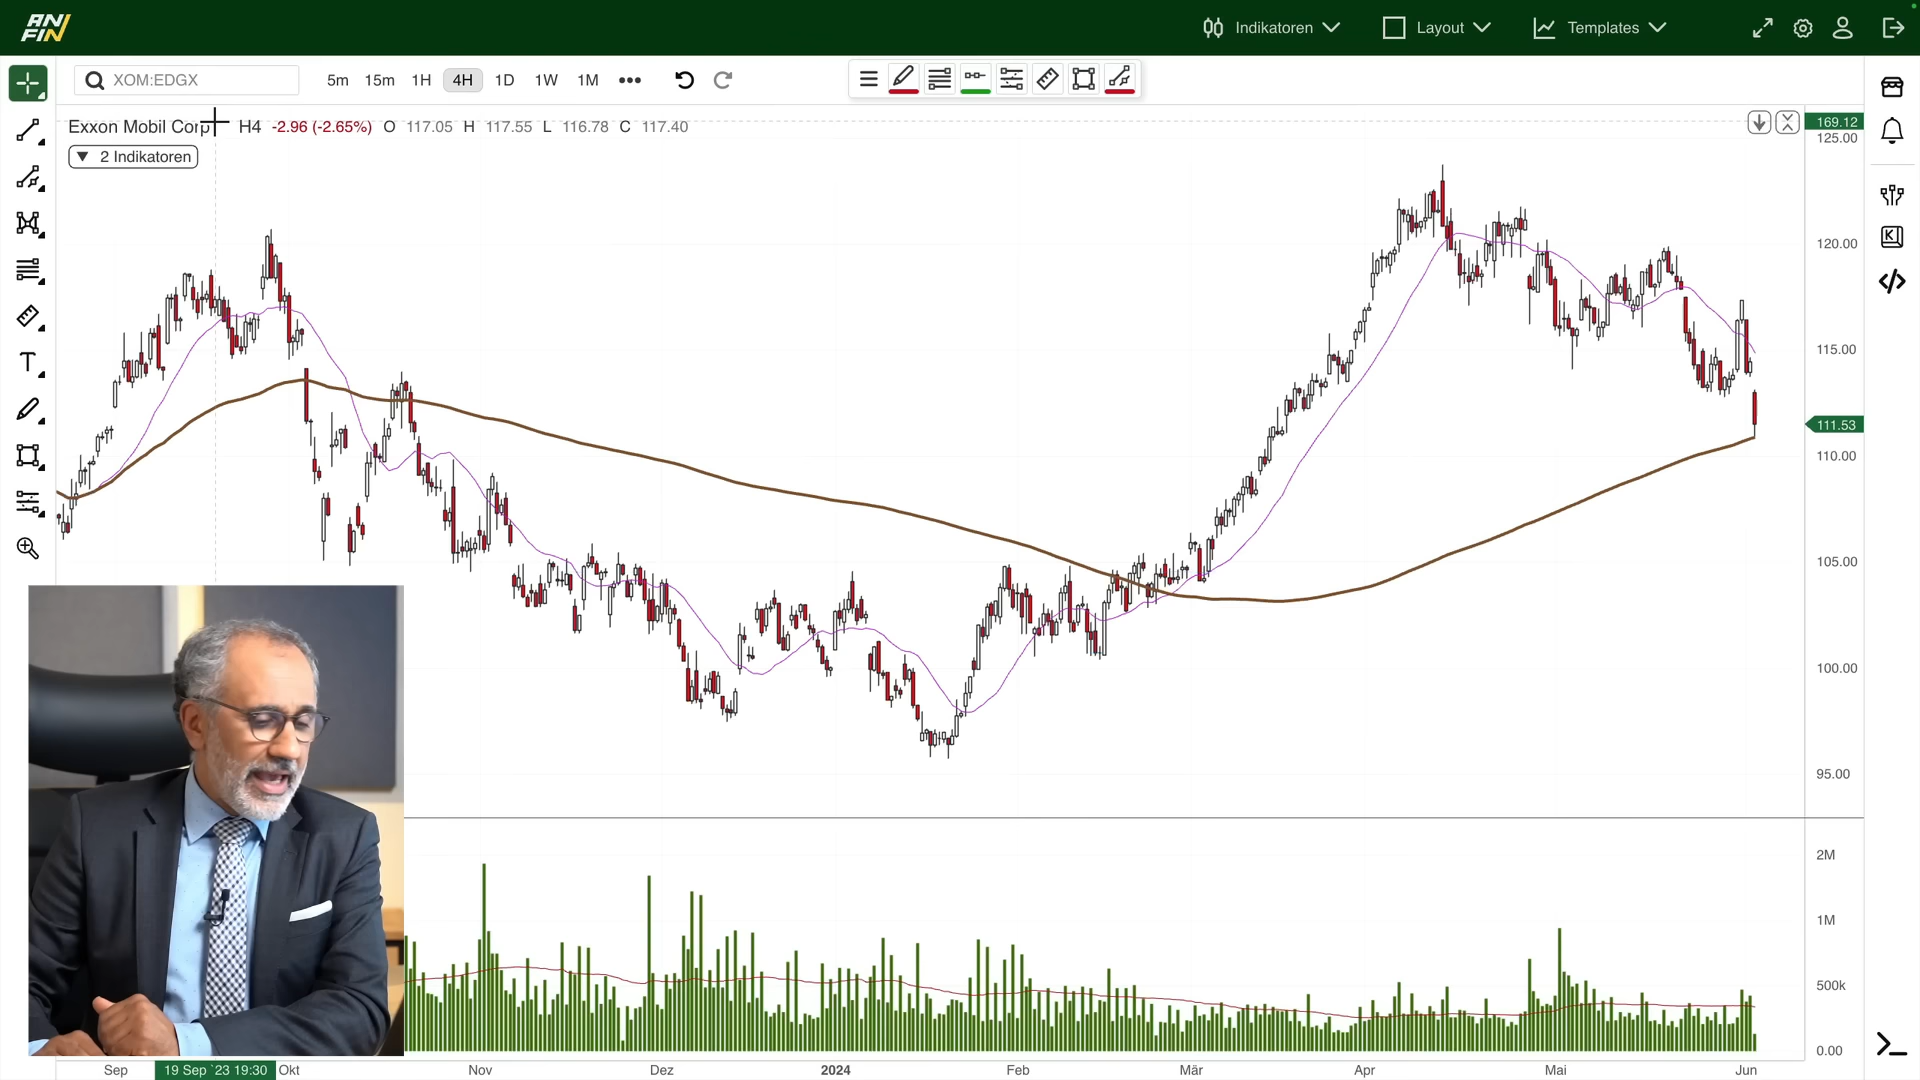 ANFIN
Indikatoren
Layout
Templates
XOM:EDGX
5m 15m 1H 4H 1D 1W 1M
Exxon Mobil Corp H4 -2.96 (-2.65%) O 117.05 H 117.55 L 116.78 C 117.40
2 Indikatoren
169.12
125.00
120.00
115.00
111.53
110.00
105.00
100.00
95.00
2M
1M
500k
0.00
Sep 19 Sep `23 19:30 Okt Nov Dez 2024 Feb Mär Apr Mai Jun